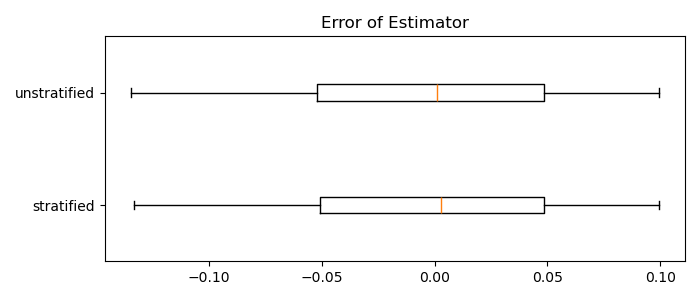 Error of Estimator
unstratified
stratified
−0.10 −0.05 0.00 0.05 0.10